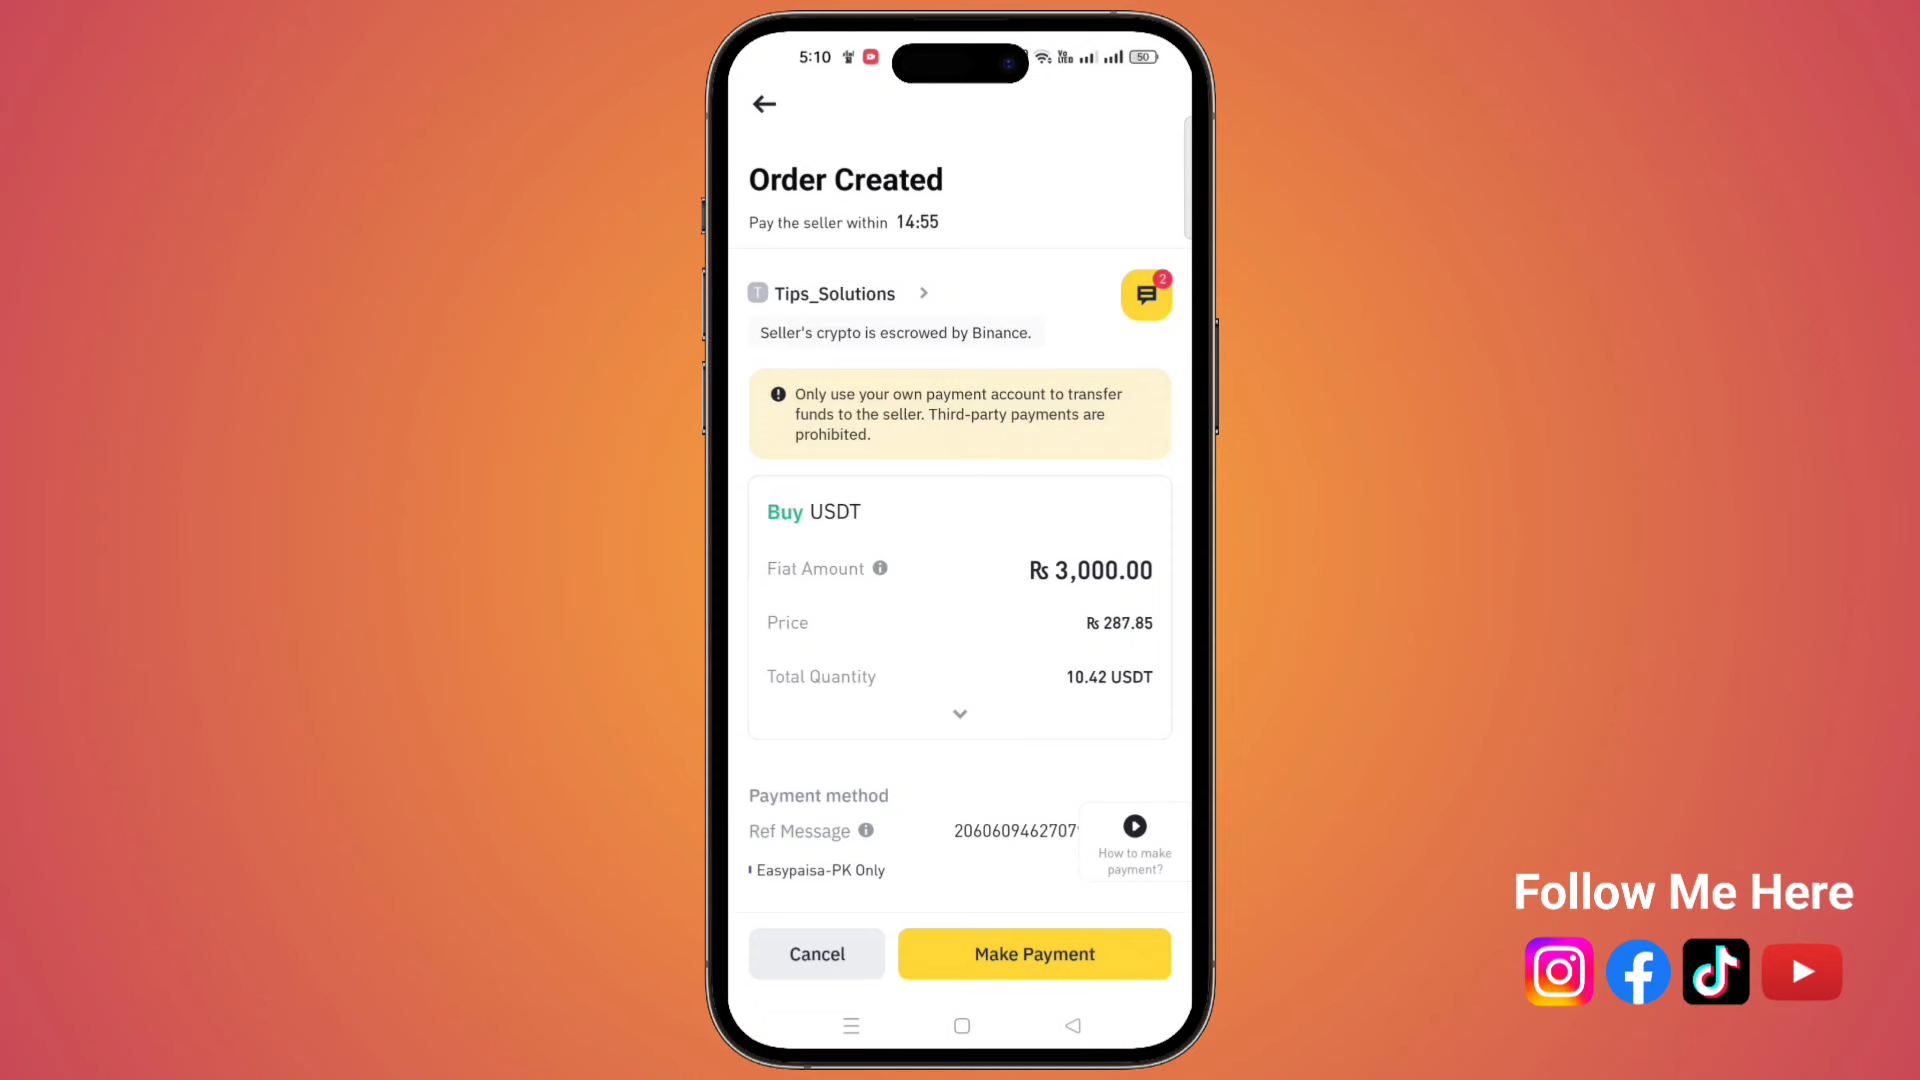 5:10
Vo
LTED
50
Order Created
Pay the seller within 14:55
T Tips_Solutions
2
Seller's crypto is escrowed by Binance.
Only use your own payment account to transfer
funds to the seller. Third-party payments are
prohibited.
Buy USDT
Fiat Amount ₨ 3,000.00
Price ₨ 287.85
Total Quantity 10.42 USDT
Payment method
Ref Message 206060946270
How to make
payment?
Easypaisa-PK Only
Cancel
Make Payment
Follow Me Here